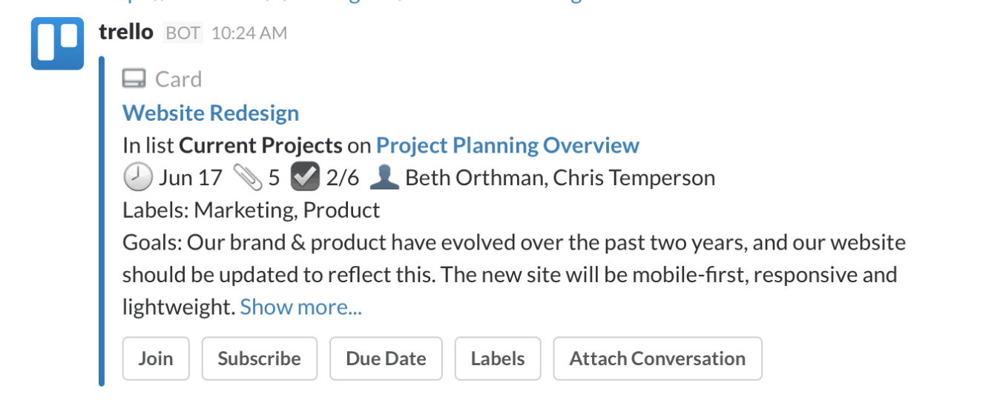 trello BOT 10:24 AM
Card
Website Redesign
In list Current Projects on Project Planning Overview
Jun 17 5 2/6 Beth Orthman, Chris Temperson
Labels: Marketing, Product
Goals: Our brand & product have evolved over the past two years, and our website
should be updated to reflect this. The new site will be mobile-first, responsive and
lightweight. Show more...
Join Subscribe Due Date Labels Attach Conversation